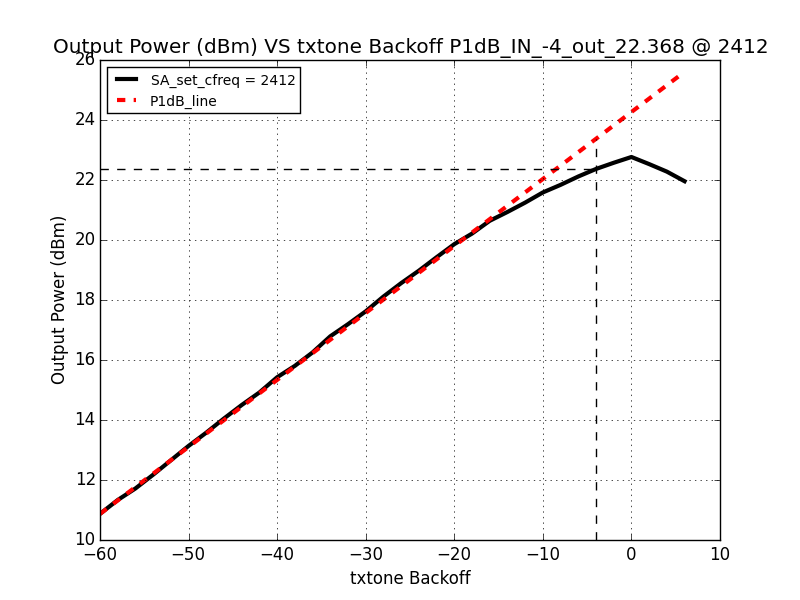 Output Power (dBm) VS txtone Backoff P1dB_IN_-4_out_22.368 @ 2412
SA_set_cfreq = 2412
P1dB_line
Output Power (dBm)
26
24
22
20
18
16
14
12
10
−60 −50 −40 −30 −20 −10 0 10
txtone Backoff